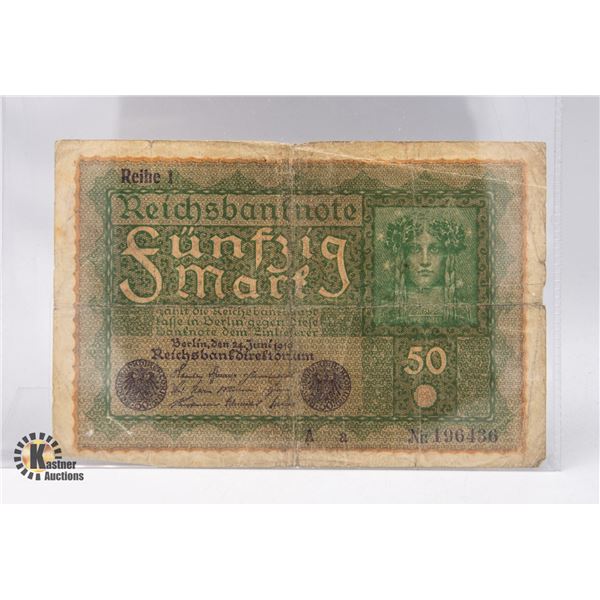 Reihe 1
Reichsbanknote
Fünfzig
Mark
zahlt die Reichsbankhaupt
kasse in Berlin gegen diese
Banknote dem Einlieferer
Berlin, den 24. Juni 1919
Reichsbankdirektorium
50
A a
Nr. 196436
Kastner
Auctions